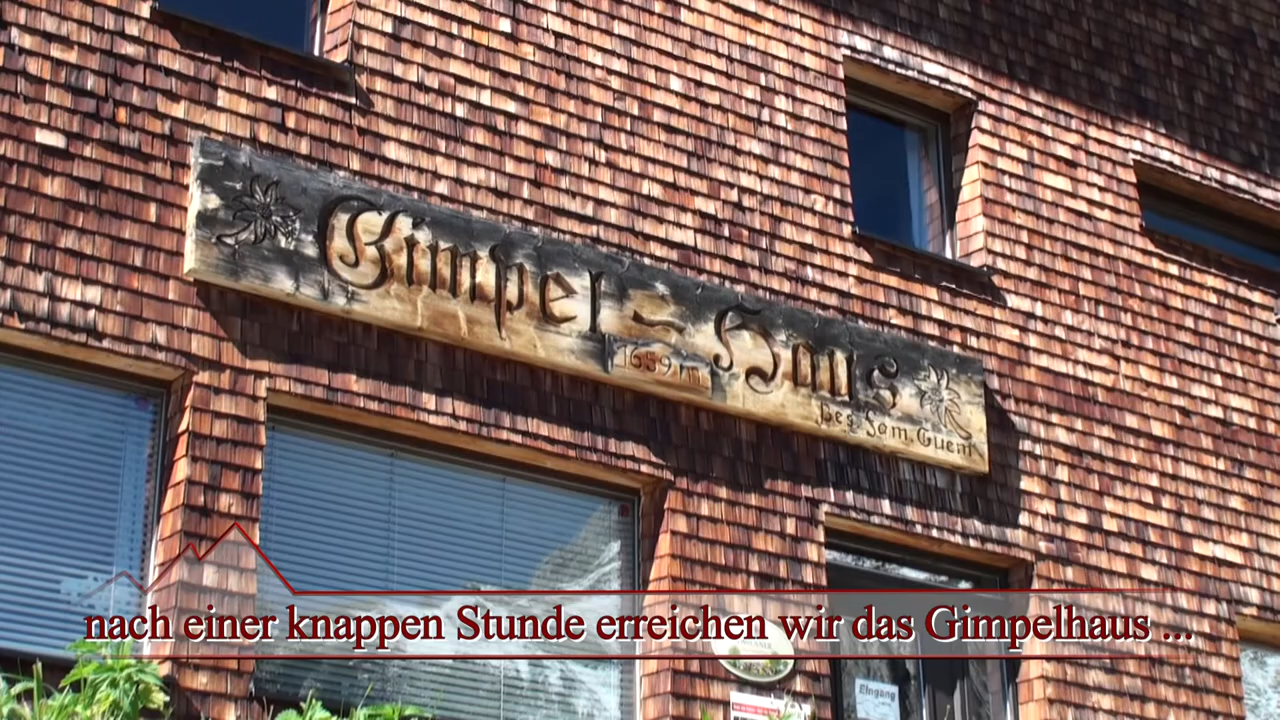 Gimpel - Haus
1659 m
Bes. Fam. Guem
nach einer knappen Stunde erreichen wir das Gimpelhaus ...
Eingang